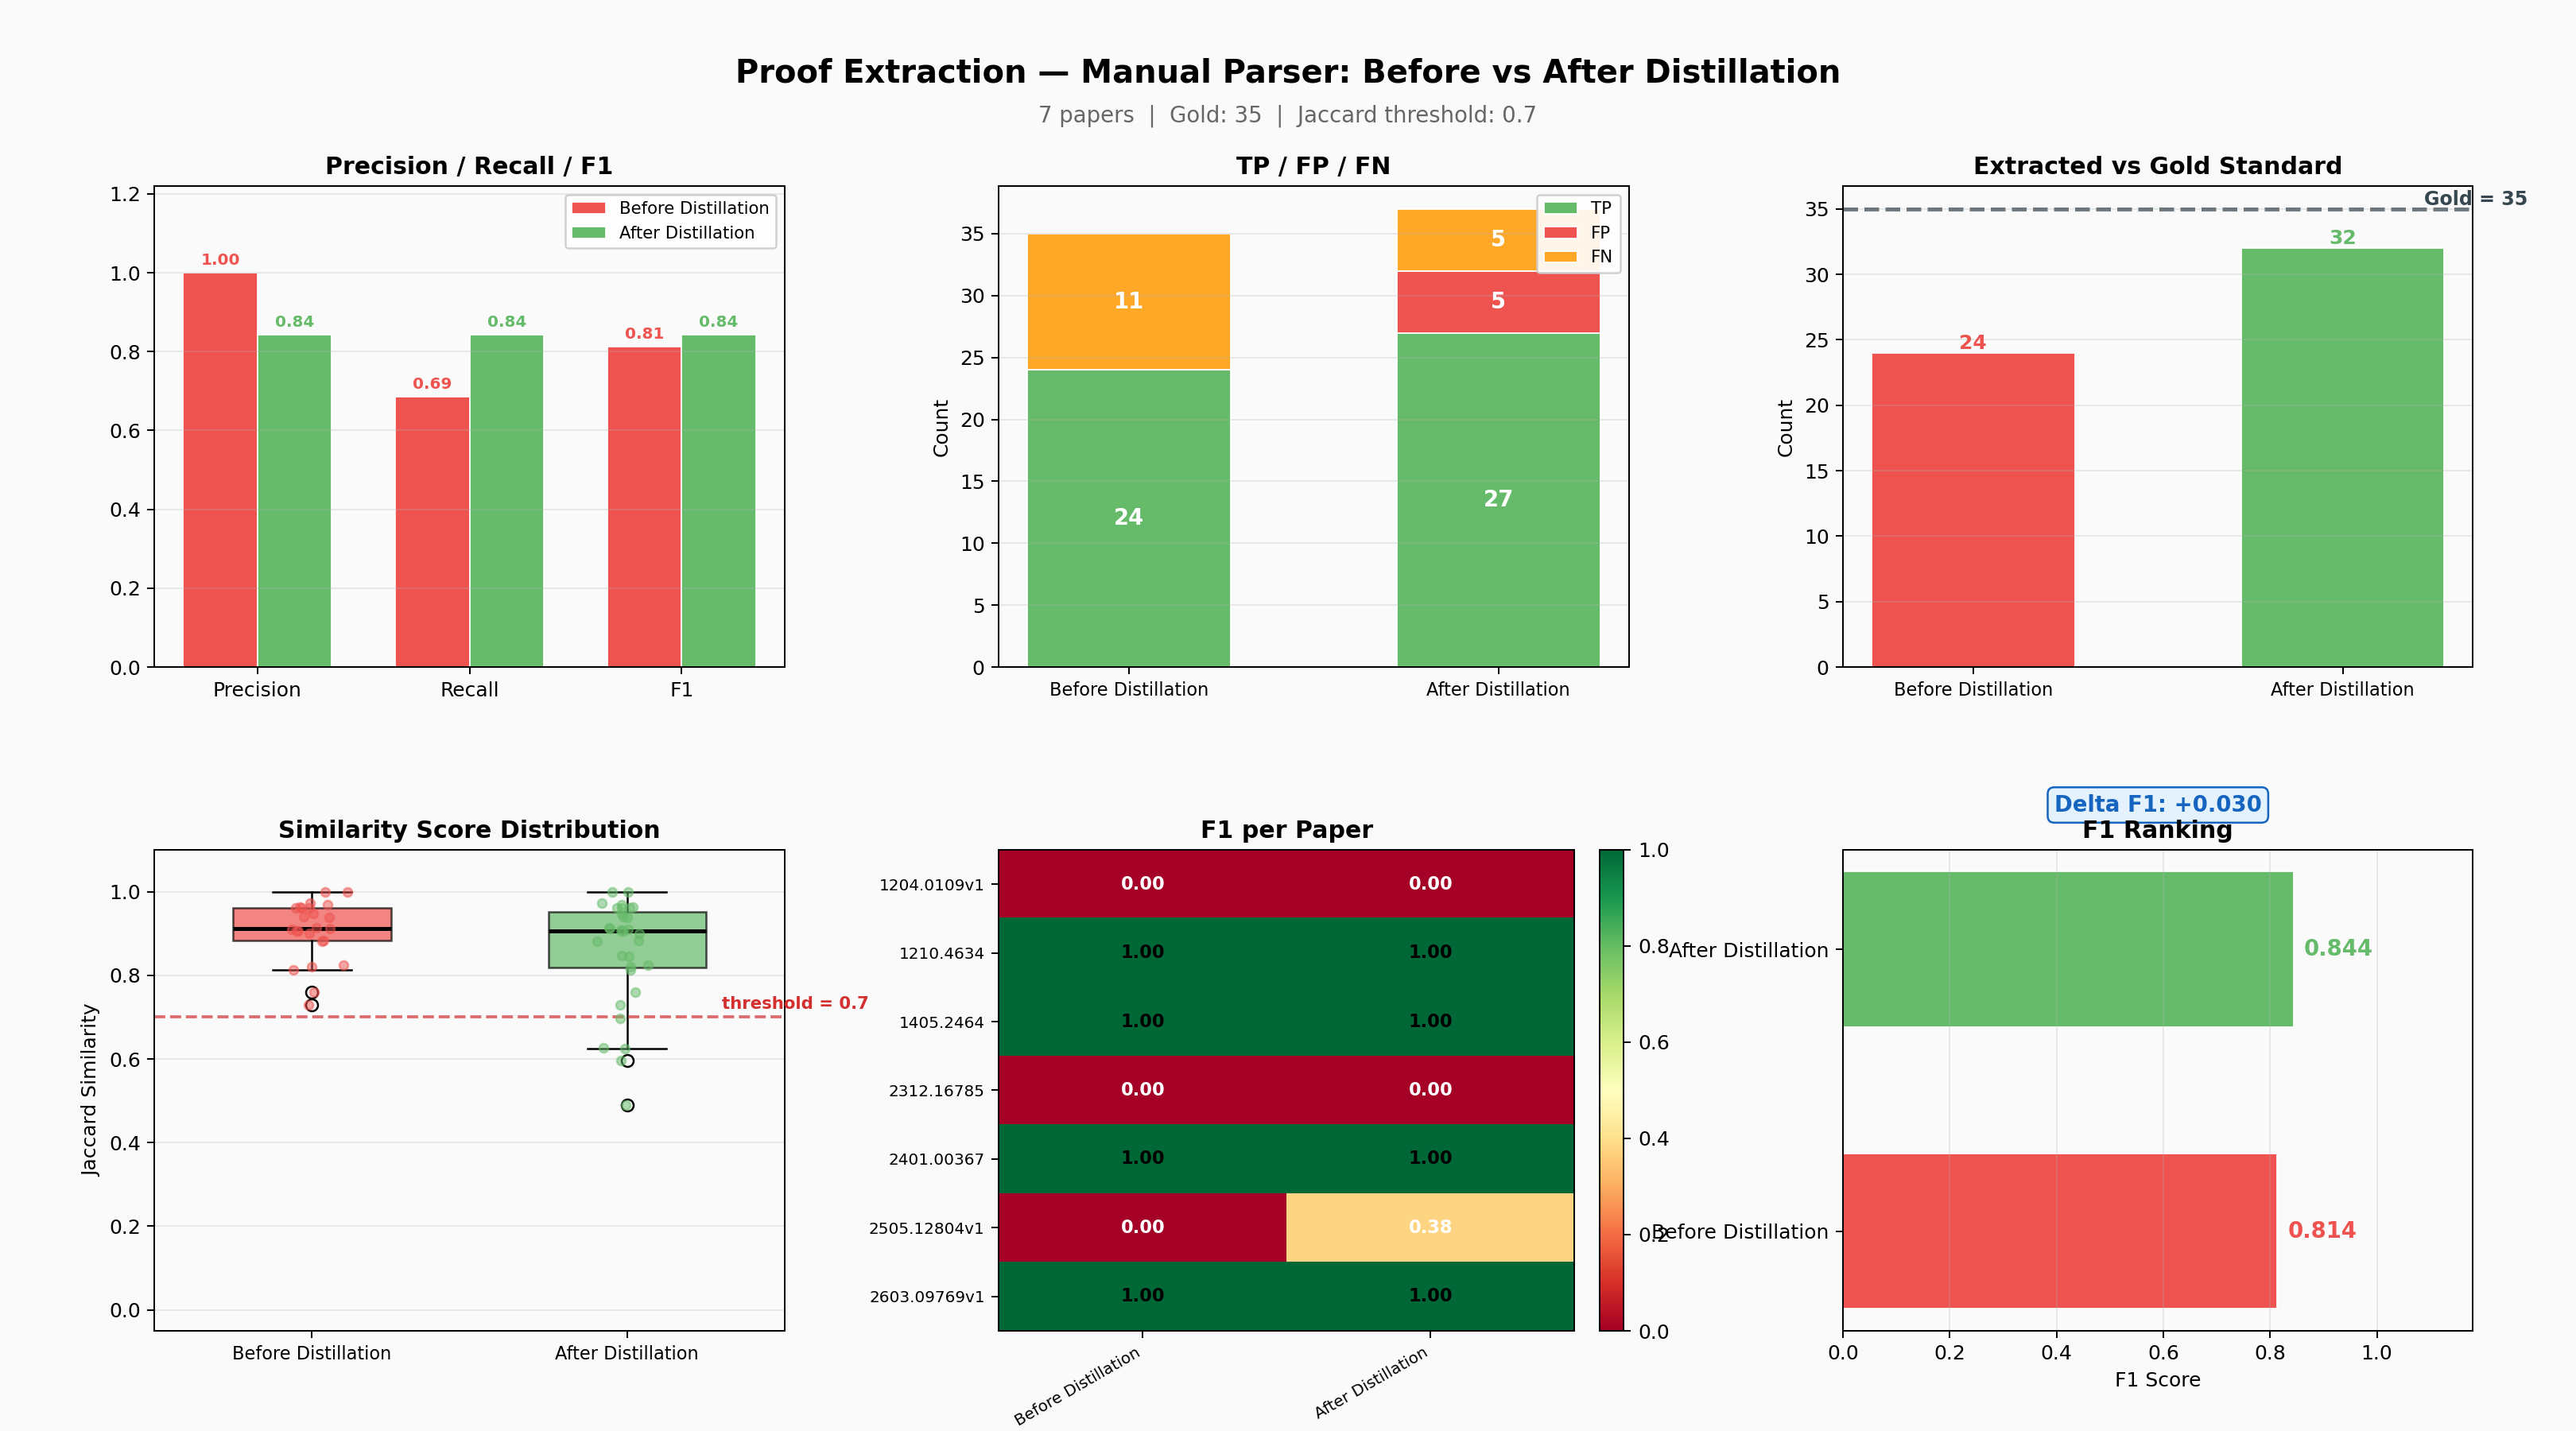 Proof Extraction — Manual Parser: Before vs After Distillation
7 papers | Gold: 35 | Jaccard threshold: 0.7
Precision / Recall / F1
1.2
1.0
0.8
0.6
0.4
0.2
0.0
Before Distillation
After Distillation
1.00
0.84
0.69
0.84
0.81
0.84
Precision
Recall
F1
TP / FP / FN
Count
35
30
25
20
15
10
5
0
TP
FP
FN
11
24
5
5
27
Before Distillation
After Distillation
Extracted vs Gold Standard
Gold = 35
Count
35
30
25
20
15
10
5
0
24
32
Before Distillation
After Distillation
Similarity Score Distribution
Jaccard Similarity
1.0
0.8
0.6
0.4
0.2
0.0
threshold = 0.7
Before Distillation
After Distillation
F1 per Paper
1204.0109v1
0.00
0.00
1210.4634
1.00
1.00
1405.2464
1.00
1.00
2312.16785
0.00
0.00
2401.00367
1.00
1.00
2505.12804v1
0.00
0.38
2603.09769v1
1.00
1.00
Before Distillation
After Distillation
1.0
0.8
0.6
0.4
0.2
0.0
Delta F1: +0.030
F1 Ranking
After Distillation
0.844
Before Distillation
0.814
0.0
0.2
0.4
0.6
0.8
1.0
F1 Score